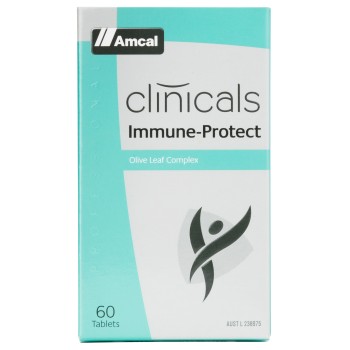 Amcal
clinicals
Immune-Protect
Olive Leaf Complex
60
Tablets